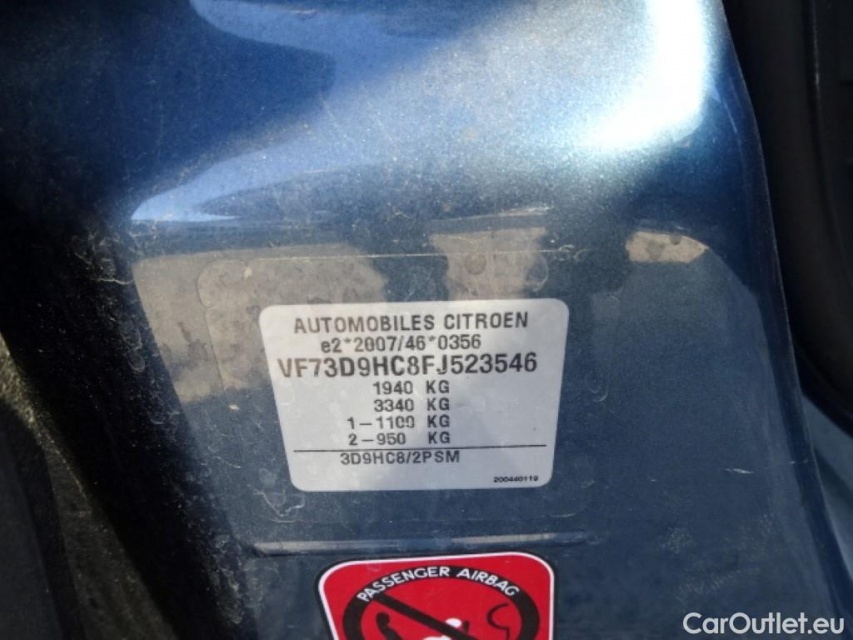 AUTOMOBILES CITROEN
e2*2007/46*0356
VF73D9HC8FJ523546
1940 KG
3340 KG
1-1100 KG
2-950 KG
3D9HC8/2PSM
200440119
PASSENGER AIRBAG
CarOutlet.eu